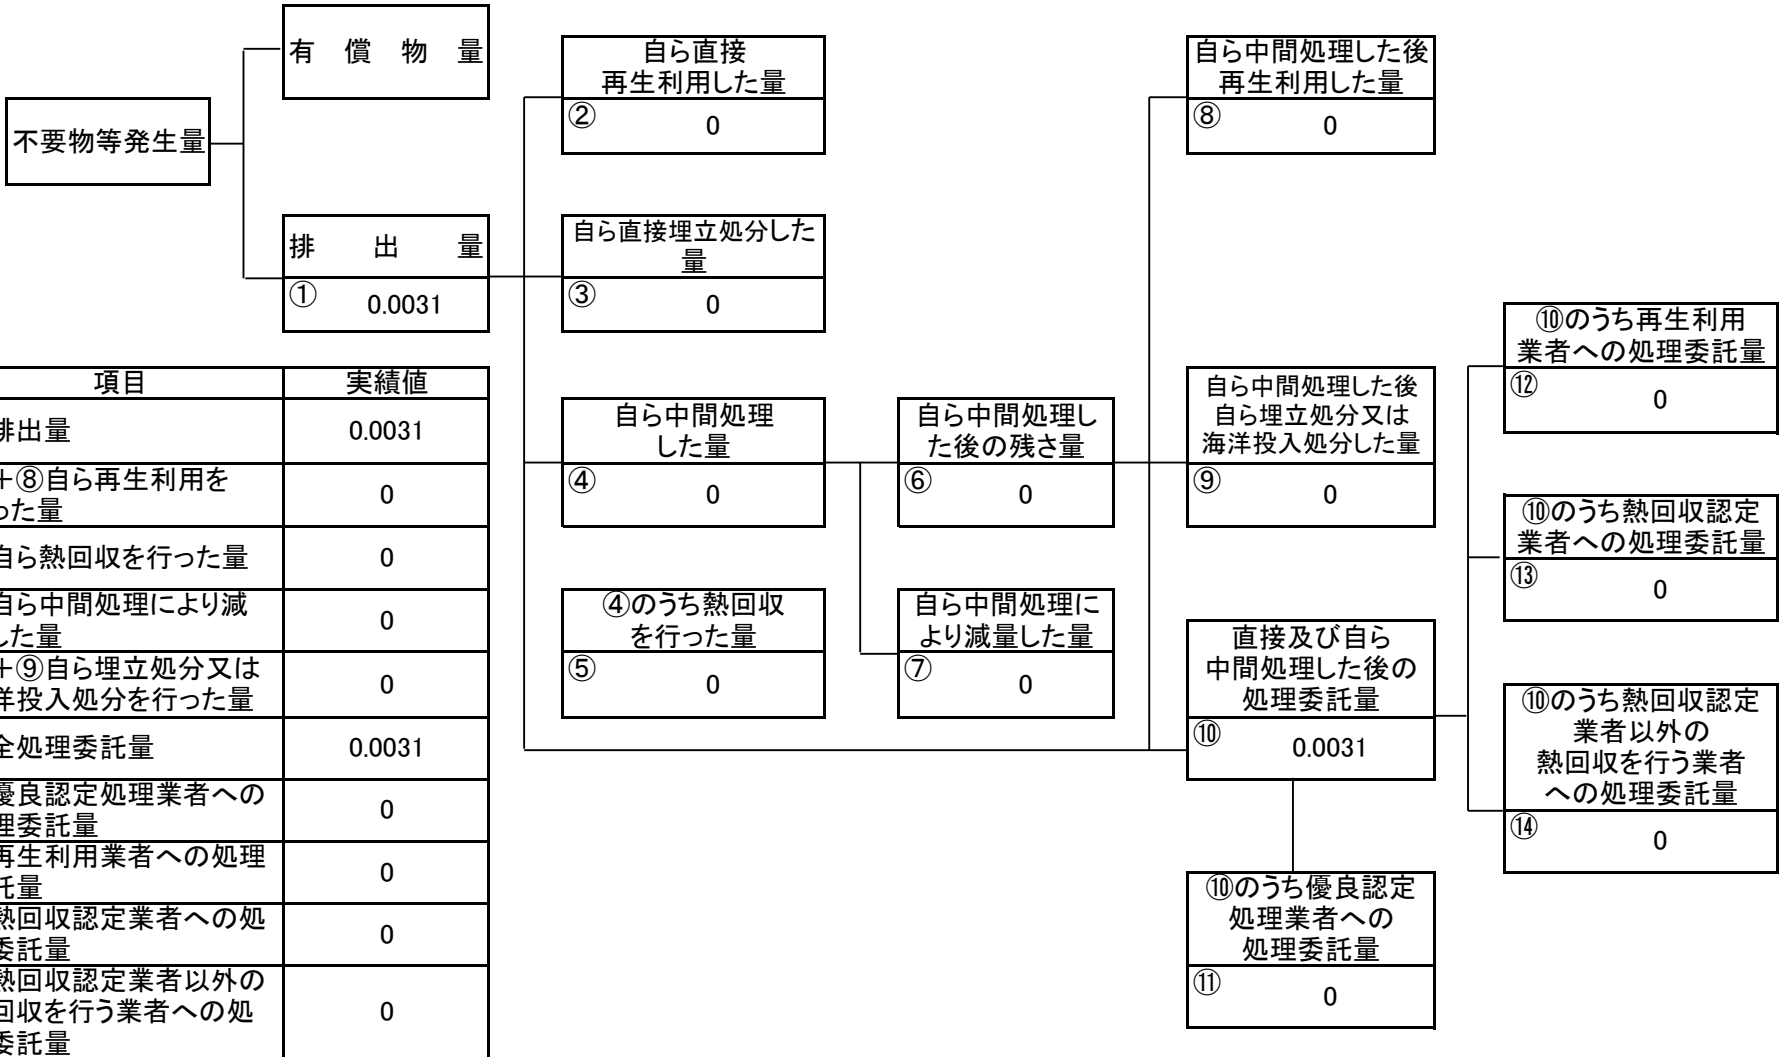 有償物量
不要物等発生量
排出量
① 0.0031
自ら直接
再生利用した量
② 0
自ら直接埋立処分した
量
③ 0
自ら中間処理
した量
④ 0
④のうち熱回収
を行った量
⑤ 0
自ら中間処理し
た後の残さ量
⑥ 0
自ら中間処理に
より減量した量
⑦ 0
自ら中間処理した後
再生利用した量
⑧ 0
自ら中間処理した後
自ら埋立処分又は
海洋投入処分した量
⑨ 0
直接及び自ら
中間処理した後の
処理委託量
⑩ 0.0031
⑩のうち優良認定
処理業者への
処理委託量
⑪ 0
⑩のうち再生利用
業者への処理委託量
⑫ 0
⑩のうち熱回収認定
業者への処理委託量
⑬ 0
⑩のうち熱回収認定
業者以外の
熱回収を行う業者
への処理委託量
⑭ 0
項目 実績値
排出量 0.0031
+⑧自ら再生利用を
った量 0
自ら熱回収を行った量 0
自ら中間処理により減
した量 0
+⑨自ら埋立処分又は
洋投入処分を行った量 0
全処理委託量 0.0031
優良認定処理業者への
理委託量 0
再生利用業者への処理
託量 0
熱回収認定業者への処
委託量 0
熱回収認定業者以外の
回収を行う業者への処
委託量 0